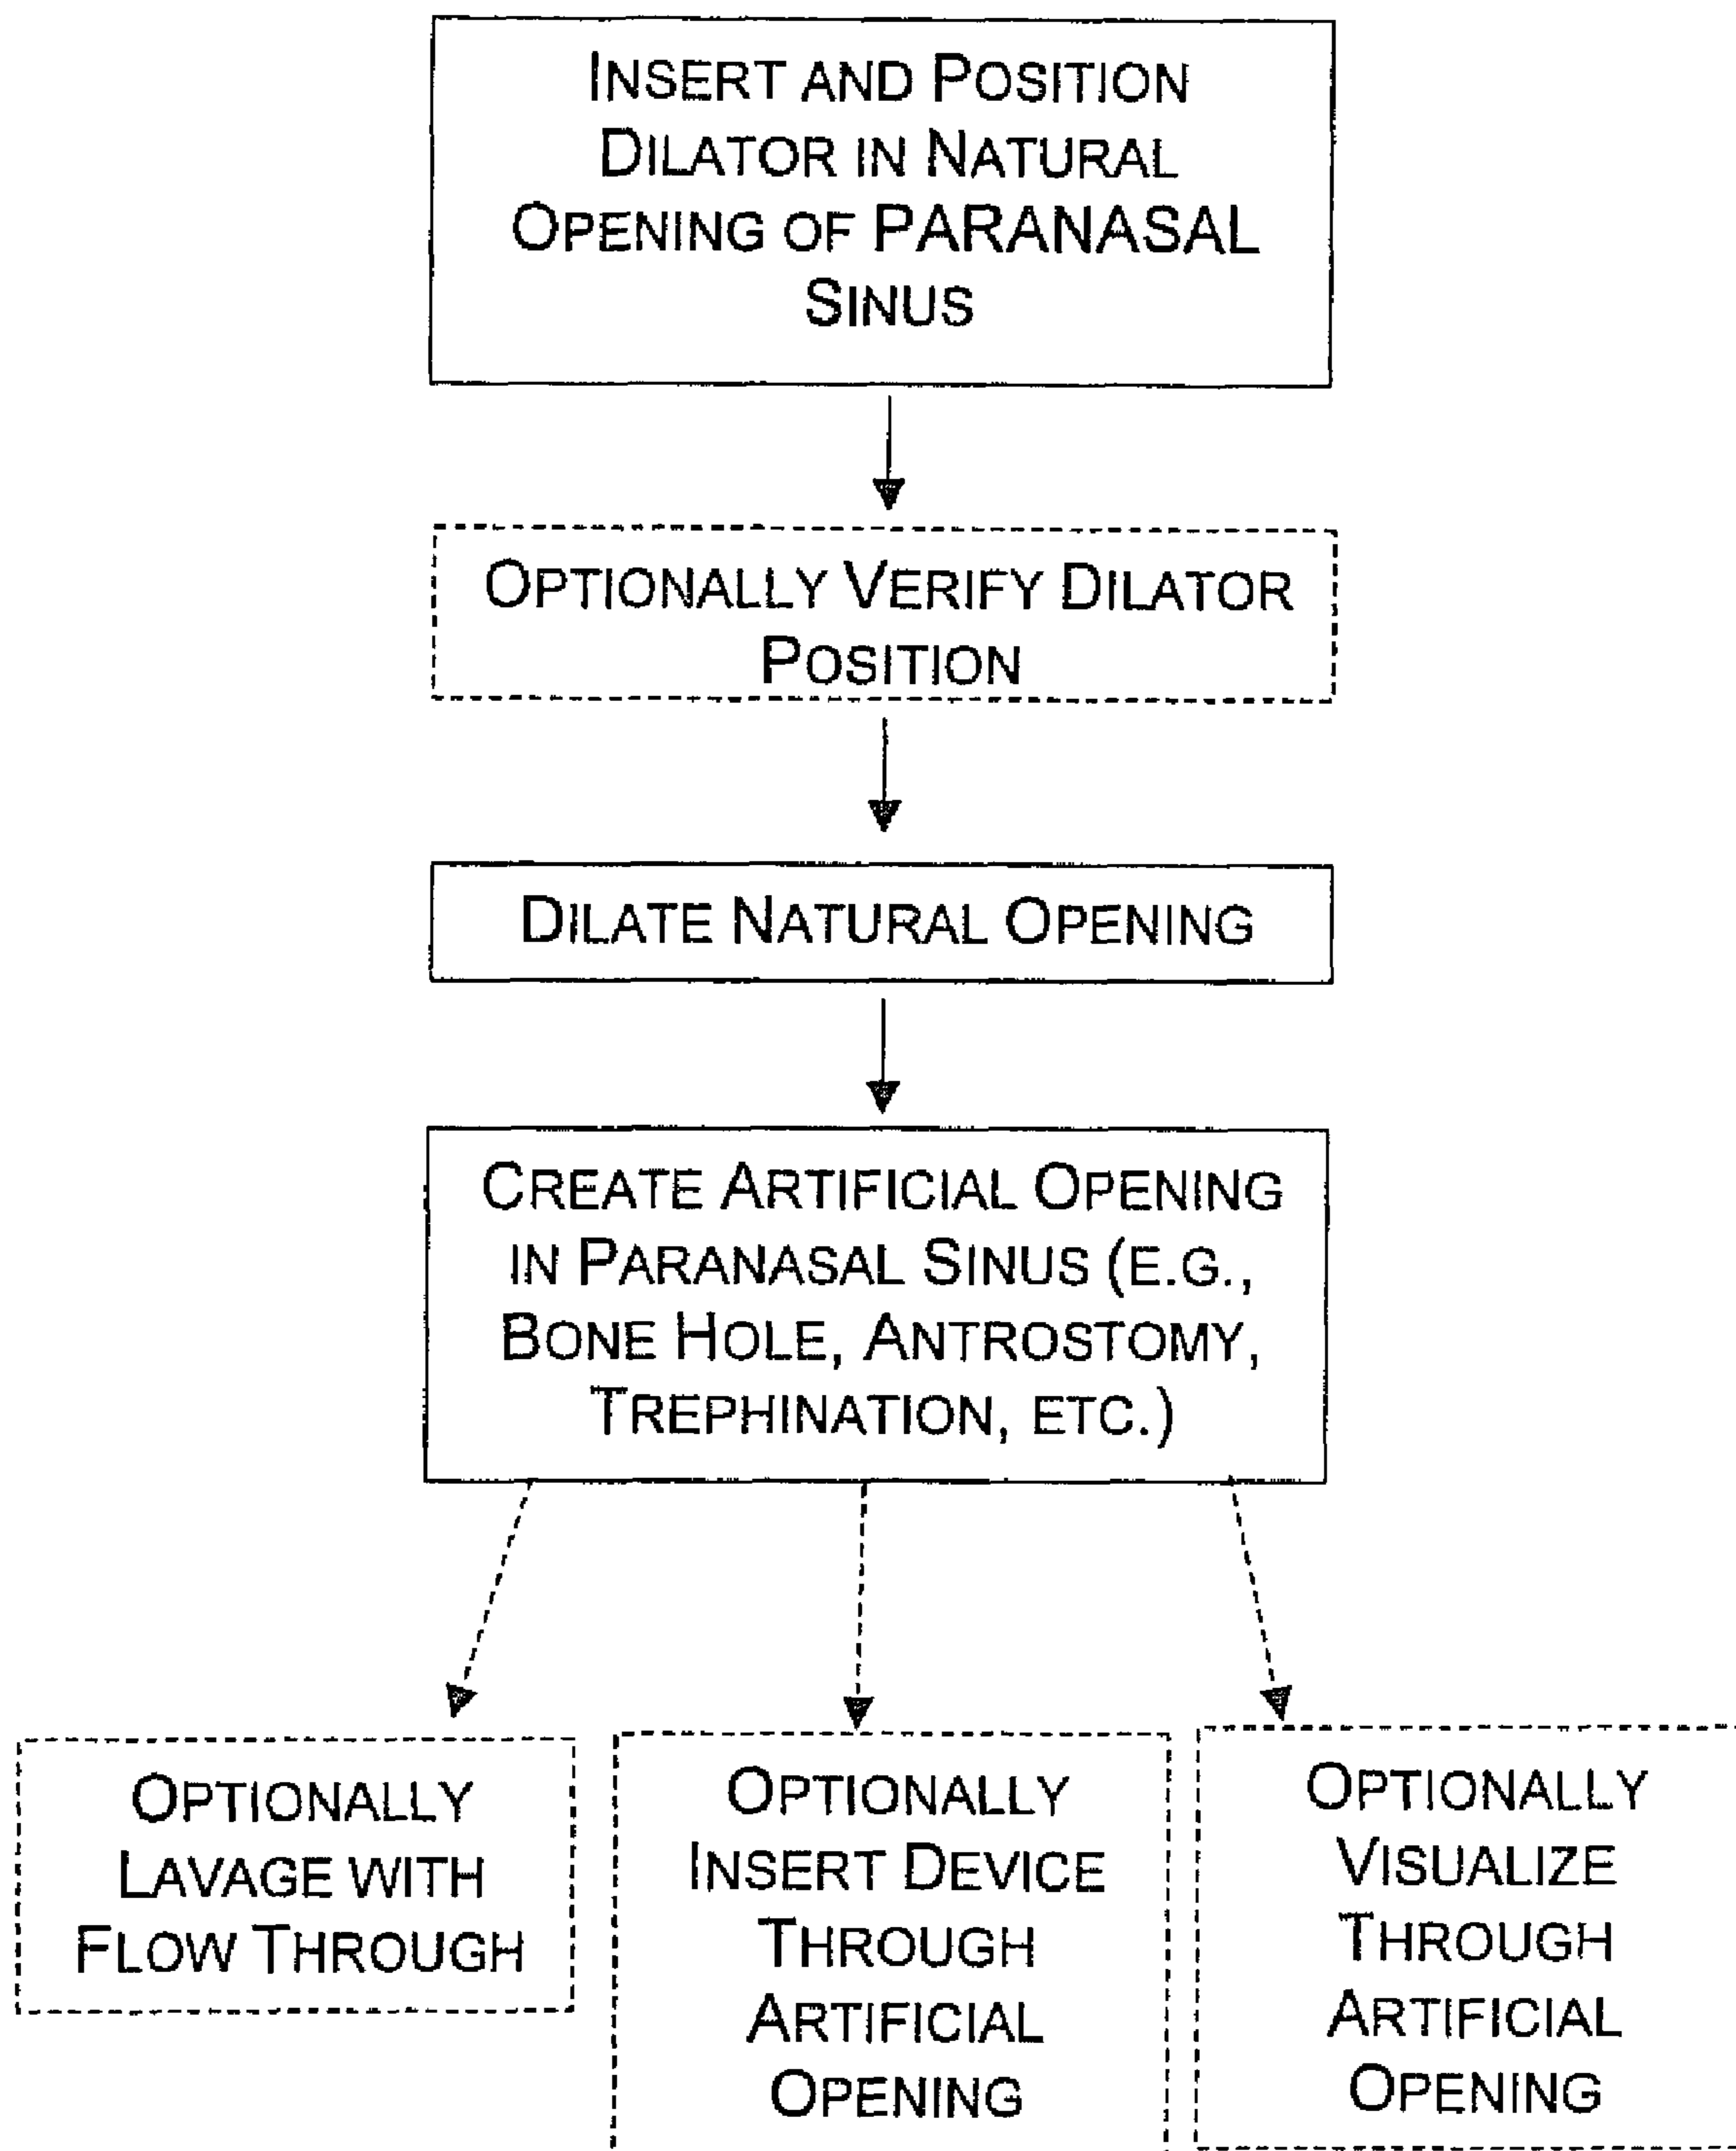 INSERT AND POSITION
DILATOR IN NATURAL
OPENING OF PARANASAL
SINUS
OPTIONALLY VERIFY DILATOR
POSITION
DILATE NATURAL OPENING
CREATE ARTIFICIAL OPENING
IN PARANASAL SINUS (E.G.,
BONE HOLE, ANTROSTOMY,
TREPHINATION, ETC.)
OPTIONALLY
LAVAGE WITH
FLOW THROUGH
OPTIONALLY
INSERT DEVICE
THROUGH
ARTIFICIAL
OPENING
OPTIONALLY
VISUALIZE
THROUGH
ARTIFICIAL
OPENING